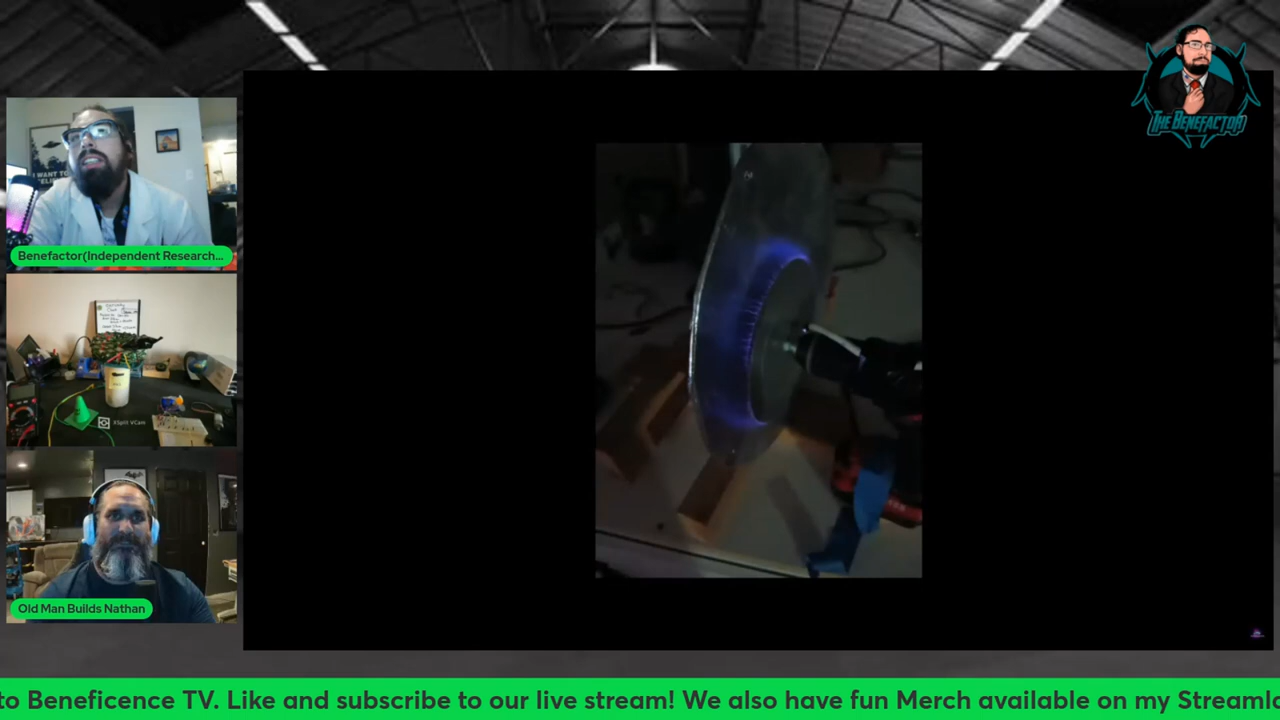 THE BENEFACTOR
I WANT TO
Benefactor(Independent Research...
XSplit VCam
Old Man Builds Nathan
to Beneficence TV. Like and subscribe to our live stream! We also have fun Merch available on my Streamla